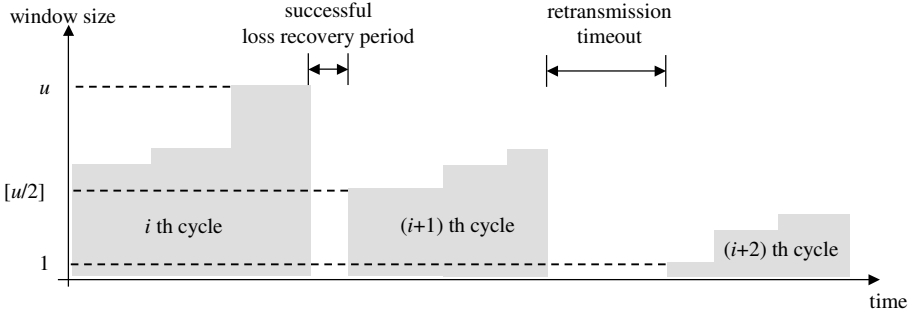 successful
loss recovery period
retransmission
timeout
window size
u
[u/2]
i th cycle
(i+1) th cycle
(i+2) th cycle
1
time